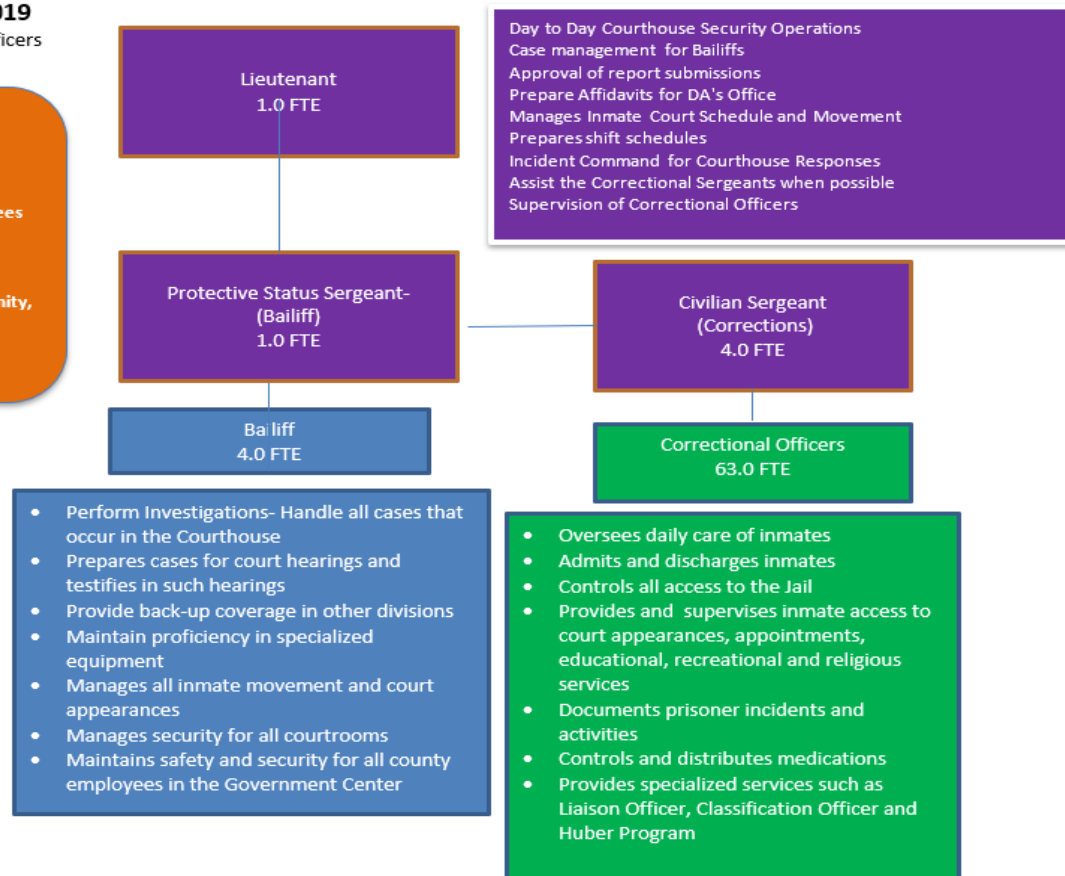 019
ficers
Lieutenant
1.0 FTE
Day to Day Courthouse Security Operations
Case management for Bailiffs
Approval of report submissions
Prepare Affidavits for DA's Office
Manages Inmate Court Schedule and Movement
Prepares shift schedules
Incident Command for Courthouse Responses
Assist the Correctional Sergeants when possible
Supervision of Correctional Officers
ees
nity,
Protective Status Sergeant-
(Bailiff)
1.0 FTE
Civilian Sergeant
(Corrections)
4.0 FTE
Bailiff
4.0 FTE
Correctional Officers
63.0 FTE
• Perform Investigations- Handle all cases that
occur in the Courthouse
• Prepares cases for court hearings and
testifies in such hearings
• Provide back-up coverage in other divisions
• Maintain proficiency in specialized
equipment
• Manages all inmate movement and court
appearances
• Manages security for all courtrooms
• Maintains safety and security for all county
employees in the Government Center
• Oversees daily care of inmates
• Admits and discharges inmates
• Controls all access to the Jail
• Provides and supervises inmate access to
court appearances, appointments,
educational, recreational and religious
services
• Documents prisoner incidents and
activities
• Controls and distributes medications
• Provides specialized services such as
Liaison Officer, Classification Officer and
Huber Program